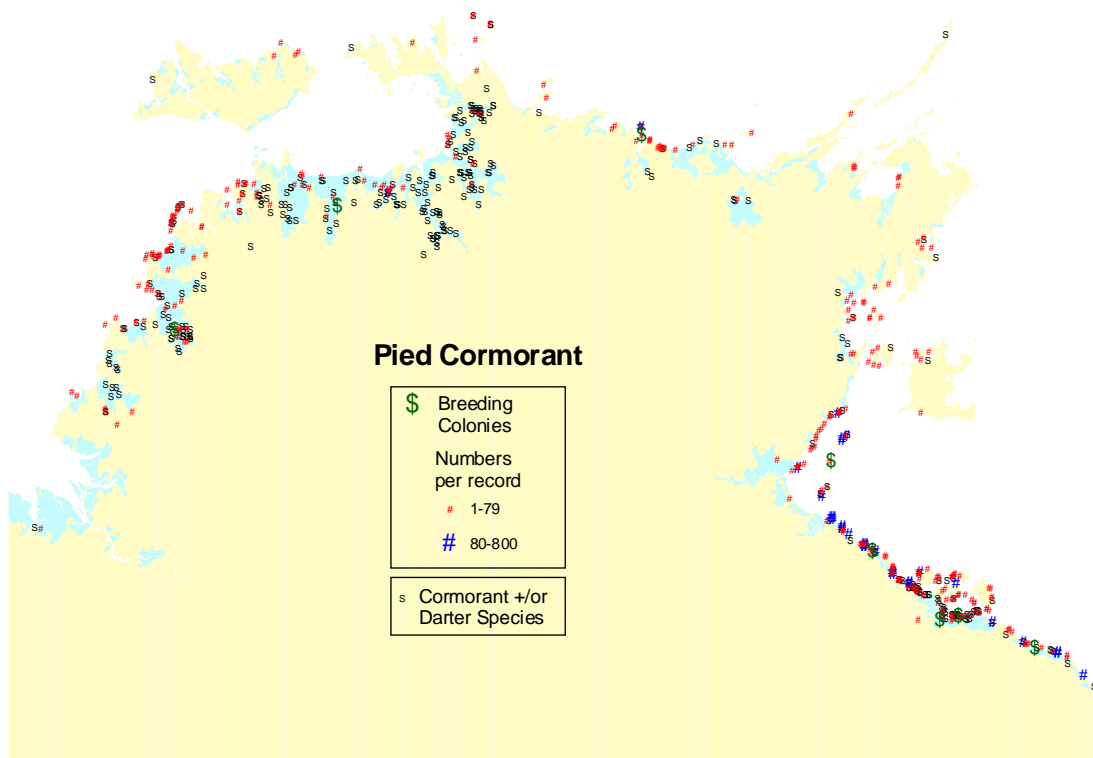 Pied Cormorant
$ Breeding
Colonies
Numbers
per record
# 1-79
# 80-800
s Cormorant +/or
Darter Species